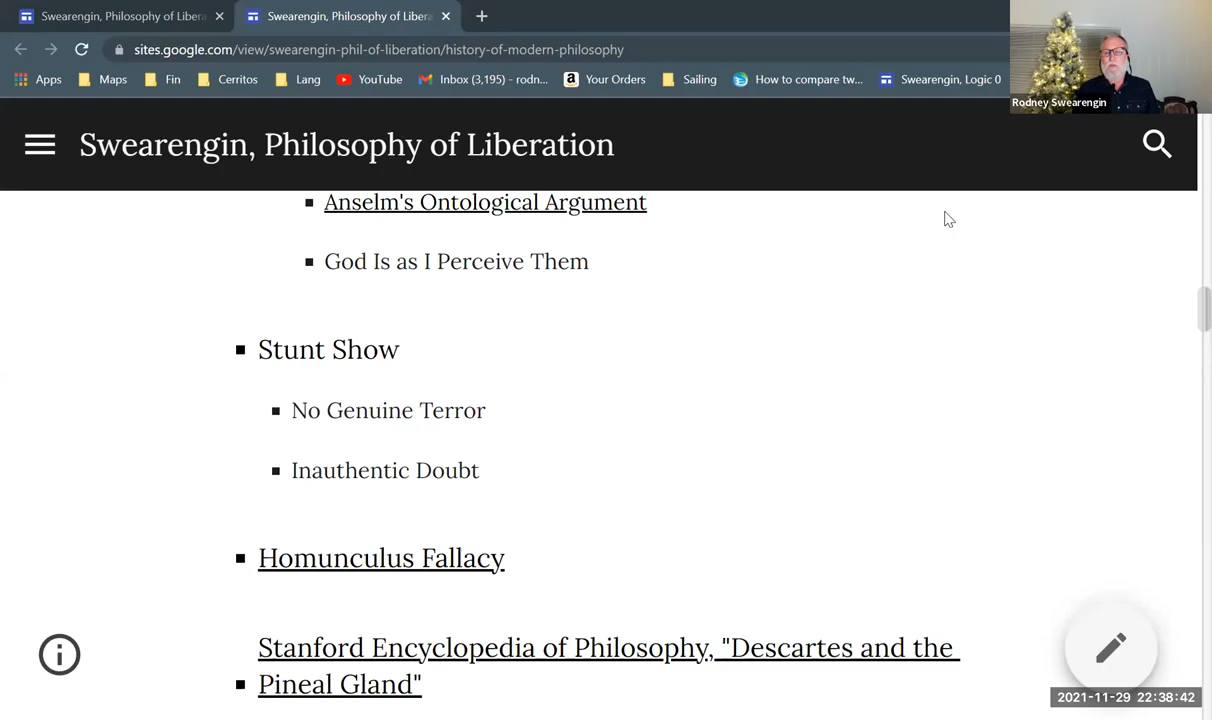 Swearengin, Philosophy of Libera
Swearengin, Philosophy of Libera
sites.google.com/view/swearengin-phil-of-liberation/history-of-modern-philosophy
Apps Maps Fin Cerritos Lang YouTube Inbox (3,195) – rodn... Your Orders Sailing How to compare tw... Swearengin, Logic 0
Rodney Swearengin
Swearengin, Philosophy of Liberation
Anselm's Ontological Argument
God Is as I Perceive Them
Stunt Show
No Genuine Terror
Inauthentic Doubt
Homunculus Fallacy
Stanford Encyclopedia of Philosophy, "Descartes and the
Pineal Gland"
2021-11-29 22:38:42